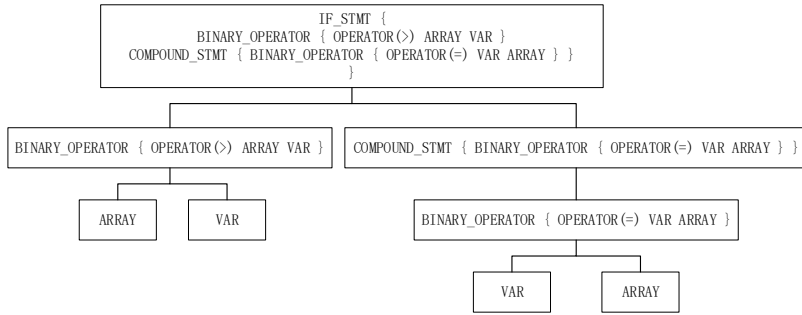 IF_STMT {
BINARY_OPERATOR { OPERATOR(>) ARRAY VAR }
COMPOUND_STMT { BINARY_OPERATOR { OPERATOR(=) VAR ARRAY } }
}
BINARY_OPERATOR { OPERATOR(>) ARRAY VAR }
COMPOUND_STMT { BINARY_OPERATOR { OPERATOR(=) VAR ARRAY } }
ARRAY
VAR
BINARY_OPERATOR { OPERATOR(=) VAR ARRAY }
VAR
ARRAY